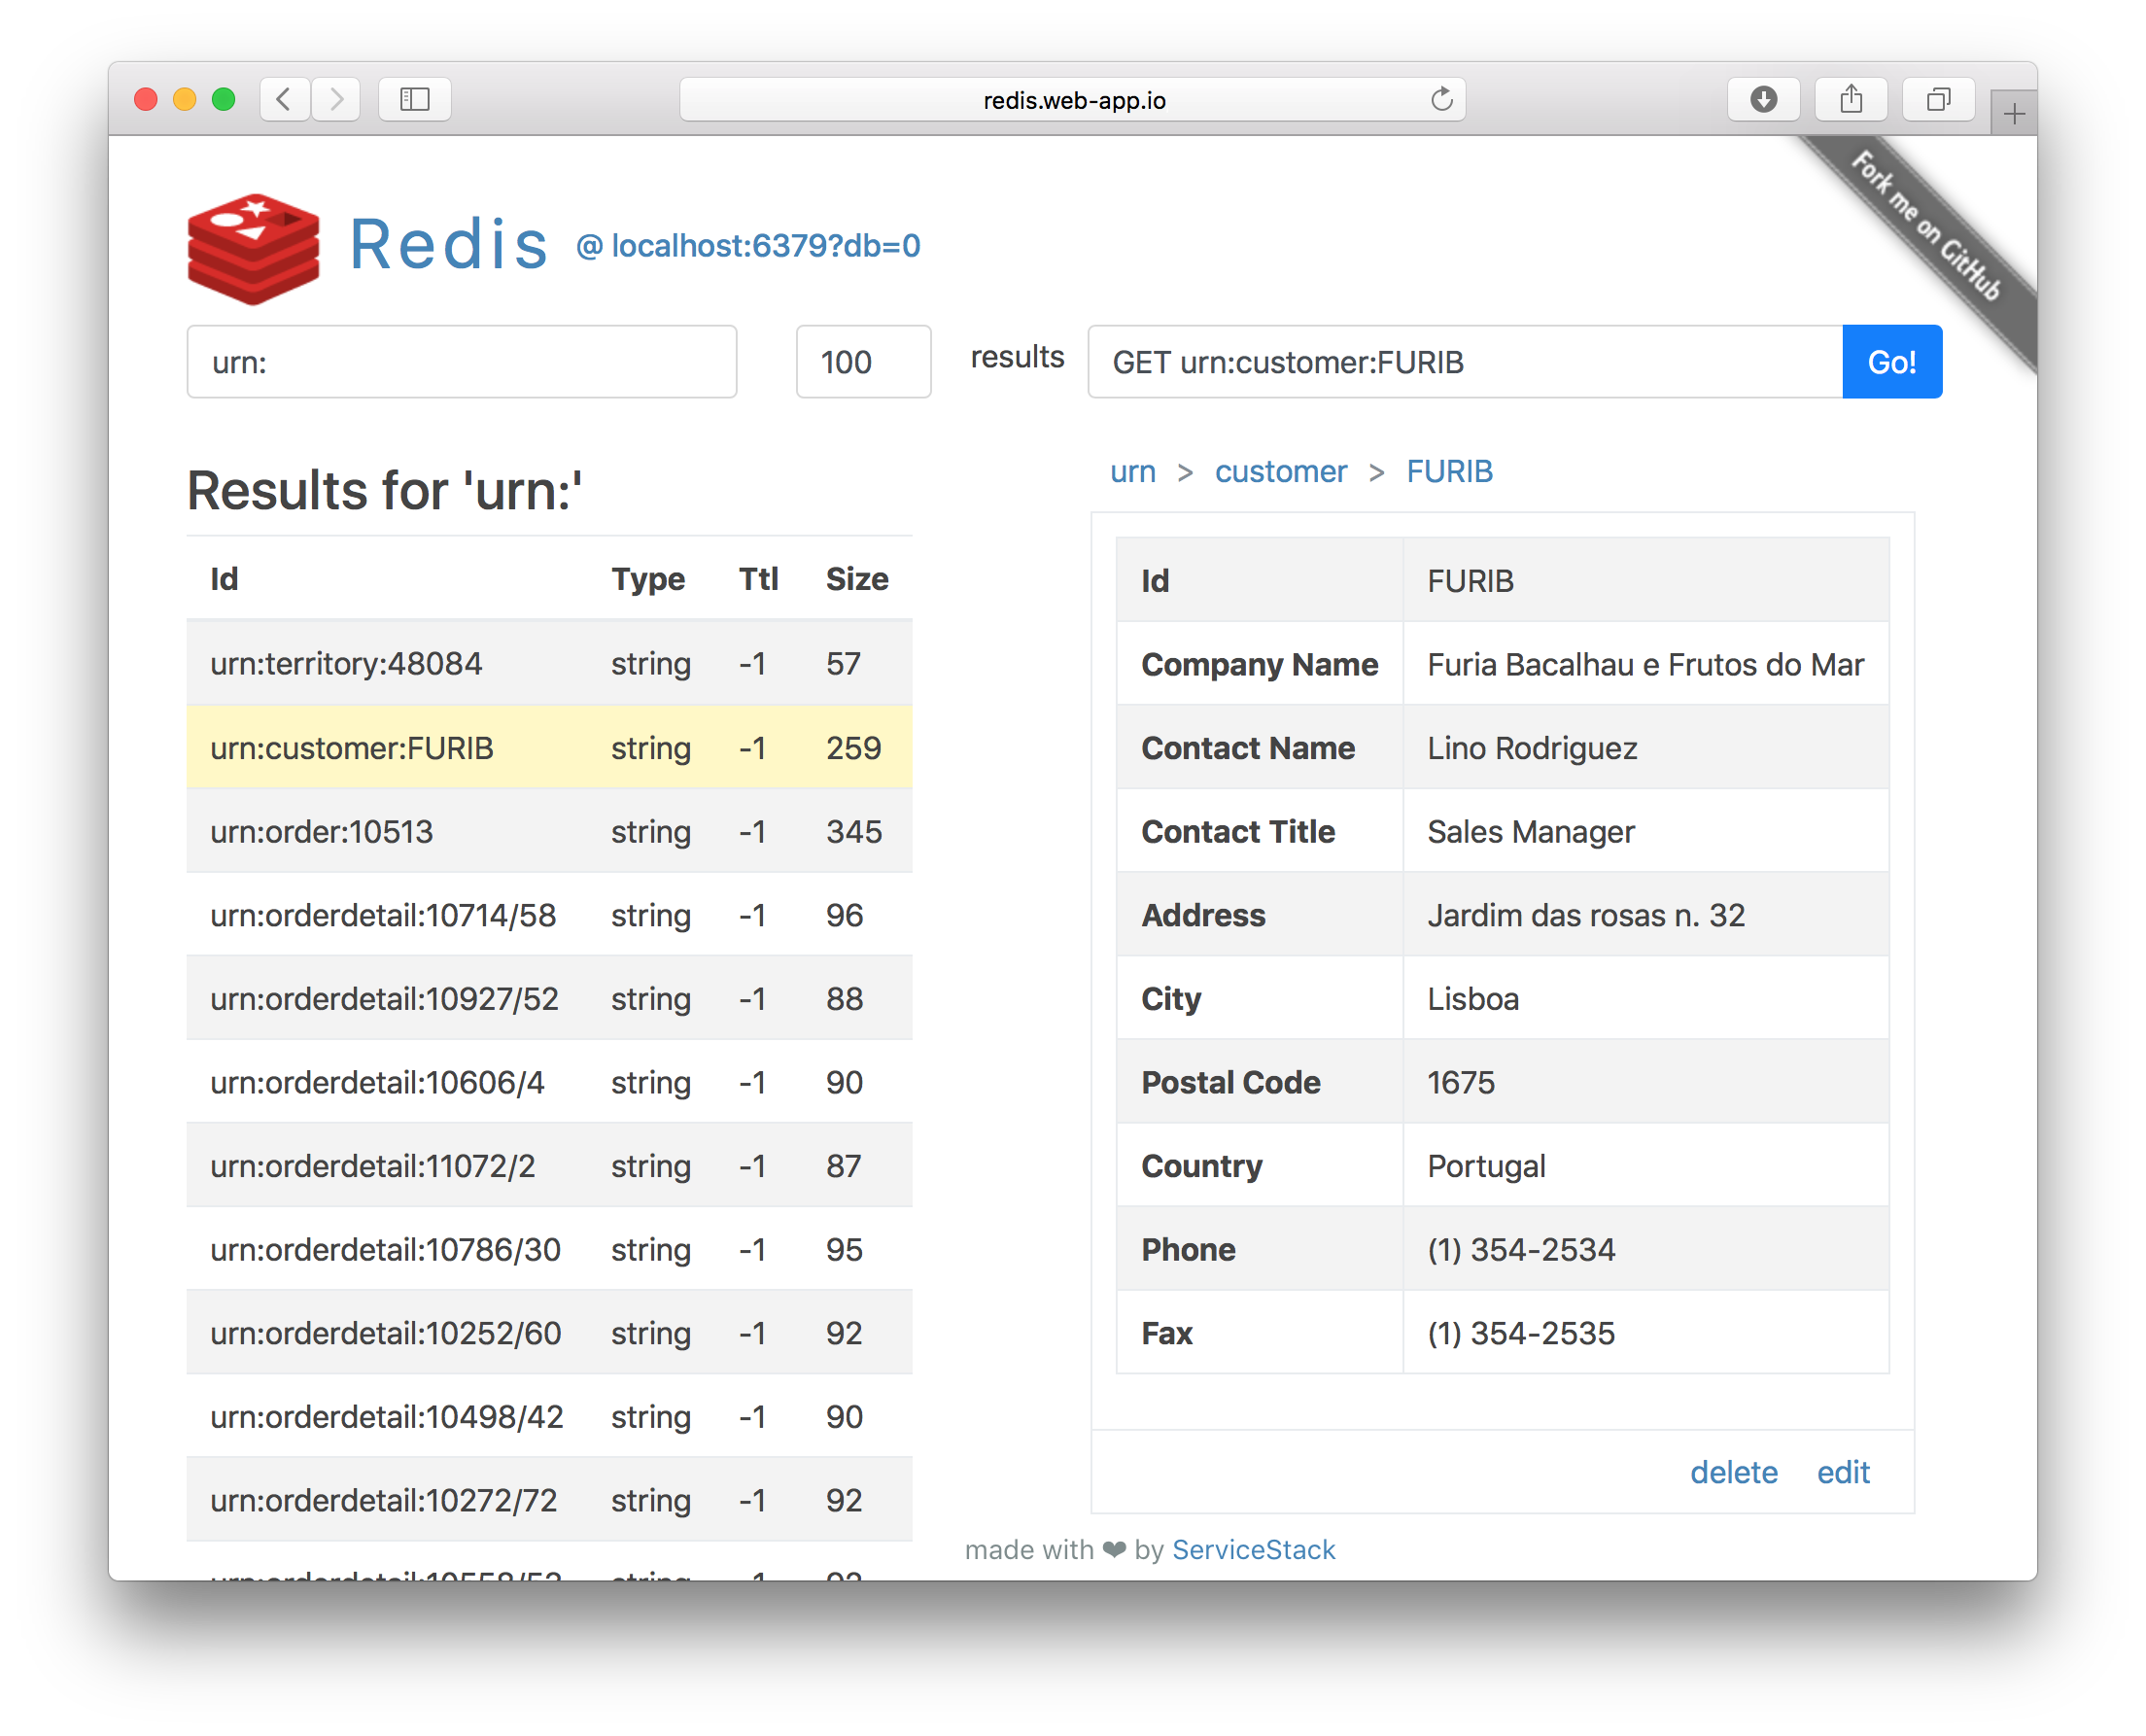 redis.web-app.io
Fork me on GitHub
Redis @ localhost:6379?db=0
urn: 100 results GET urn:customer:FURIB Go!
Results for 'urn:'
Id Type Ttl Size
urn:territory:48084 string -1 57
urn:customer:FURIB string -1 259
urn:order:10513 string -1 345
urn:orderdetail:10714/58 string -1 96
urn:orderdetail:10927/52 string -1 88
urn:orderdetail:10606/4 string -1 90
urn:orderdetail:11072/2 string -1 87
urn:orderdetail:10786/30 string -1 95
urn:orderdetail:10252/60 string -1 92
urn:orderdetail:10498/42 string -1 90
urn:orderdetail:10272/72 string -1 92
urn > customer > FURIB
Id FURIB
Company Name Furia Bacalhau e Frutos do Mar
Contact Name Lino Rodriguez
Contact Title Sales Manager
Address Jardim das rosas n. 32
City Lisboa
Postal Code 1675
Country Portugal
Phone (1) 354-2534
Fax (1) 354-2535
delete edit
made with ❤ by ServiceStack